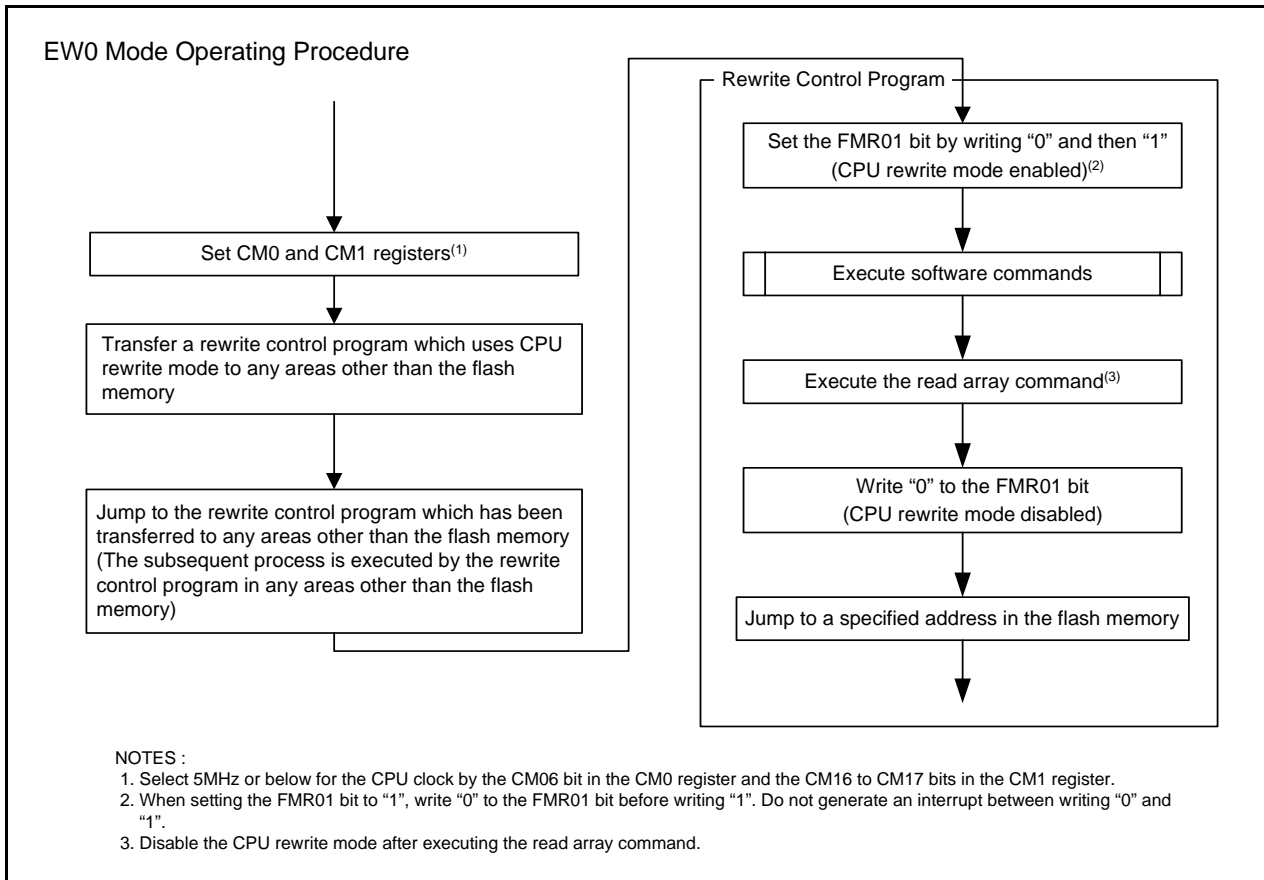 EW0 Mode Operating Procedure
Set CM0 and CM1 registers(1)
Transfer a rewrite control program which uses CPU
rewrite mode to any areas other than the flash
memory
Jump to the rewrite control program which has been
transferred to any areas other than the flash memory
(The subsequent process is executed by the rewrite
control program in any areas other than the flash
memory)
Rewrite Control Program
Set the FMR01 bit by writing “0” and then “1”
(CPU rewrite mode enabled)(2)
Execute software commands
Execute the read array command(3)
Write “0” to the FMR01 bit
(CPU rewrite mode disabled)
Jump to a specified address in the flash memory
NOTES :
1. Select 5MHz or below for the CPU clock by the CM06 bit in the CM0 register and the CM16 to CM17 bits in the CM1 register.
2. When setting the FMR01 bit to “1”, write “0” to the FMR01 bit before writing “1”. Do not generate an interrupt between writing “0” and
“1”.
3. Disable the CPU rewrite mode after executing the read array command.